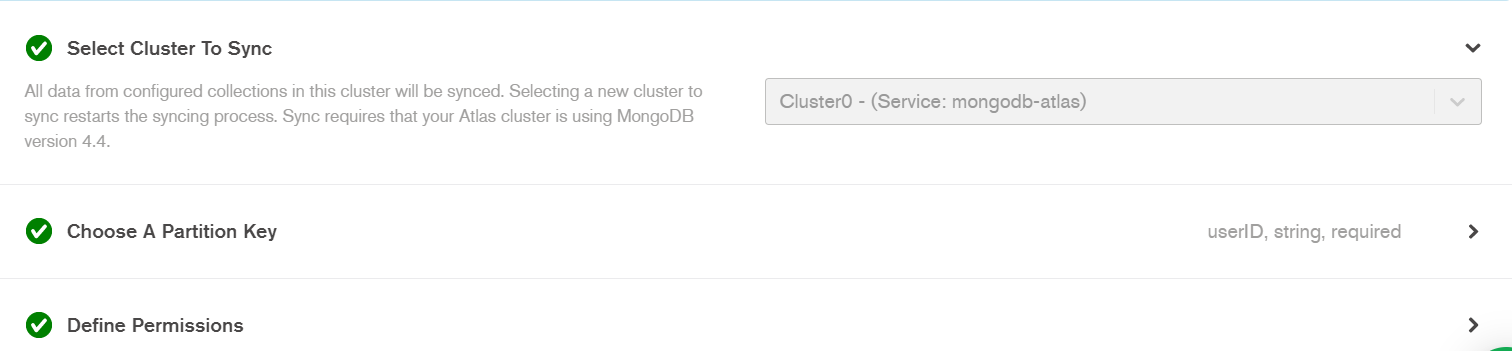 Select Cluster To Sync
All data from configured collections in this cluster will be synced. Selecting a new cluster to
sync restarts the syncing process. Sync requires that your Atlas cluster is using MongoDB
version 4.4.
Cluster0 - (Service: mongodb-atlas)
Choose A Partition Key
userID, string, required
Define Permissions